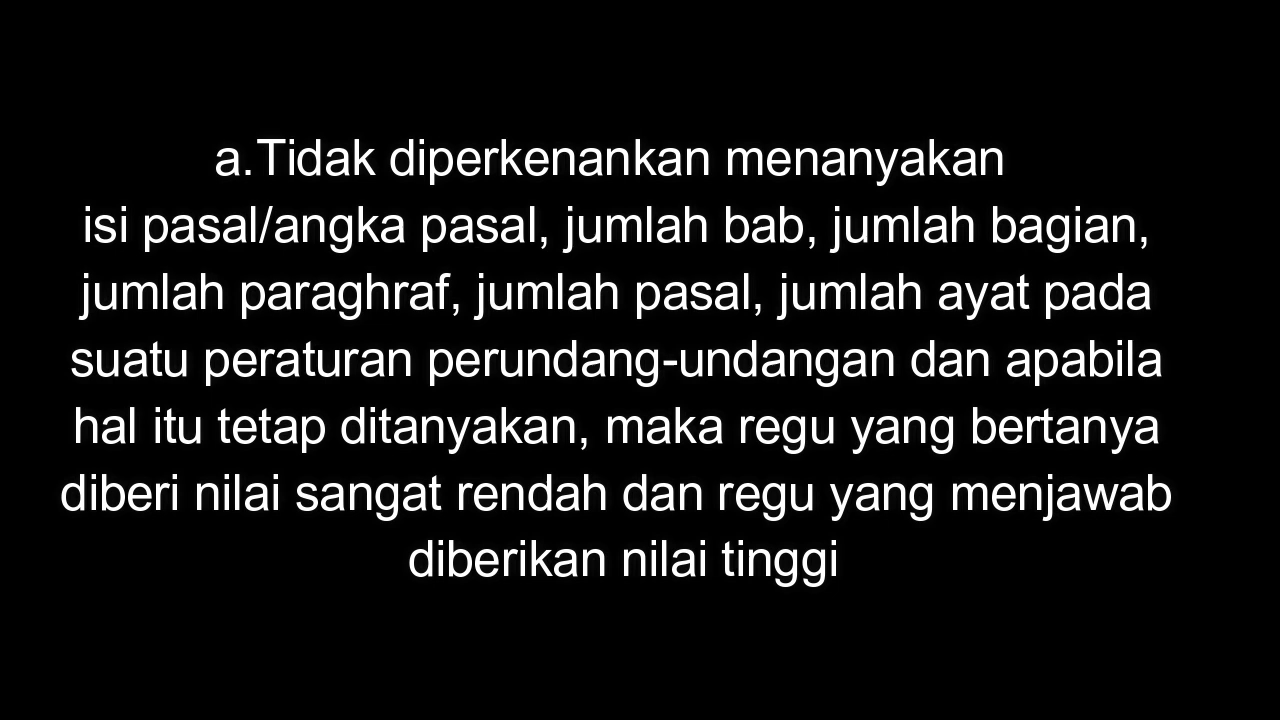 a.Tidak diperkenankan menanyakan
isi pasal/angka pasal, jumlah bab, jumlah bagian,
jumlah paraghraf, jumlah pasal, jumlah ayat pada
suatu peraturan perundang-undangan dan apabila
hal itu tetap ditanyakan, maka regu yang bertanya
diberi nilai sangat rendah dan regu yang menjawab
diberikan nilai tinggi